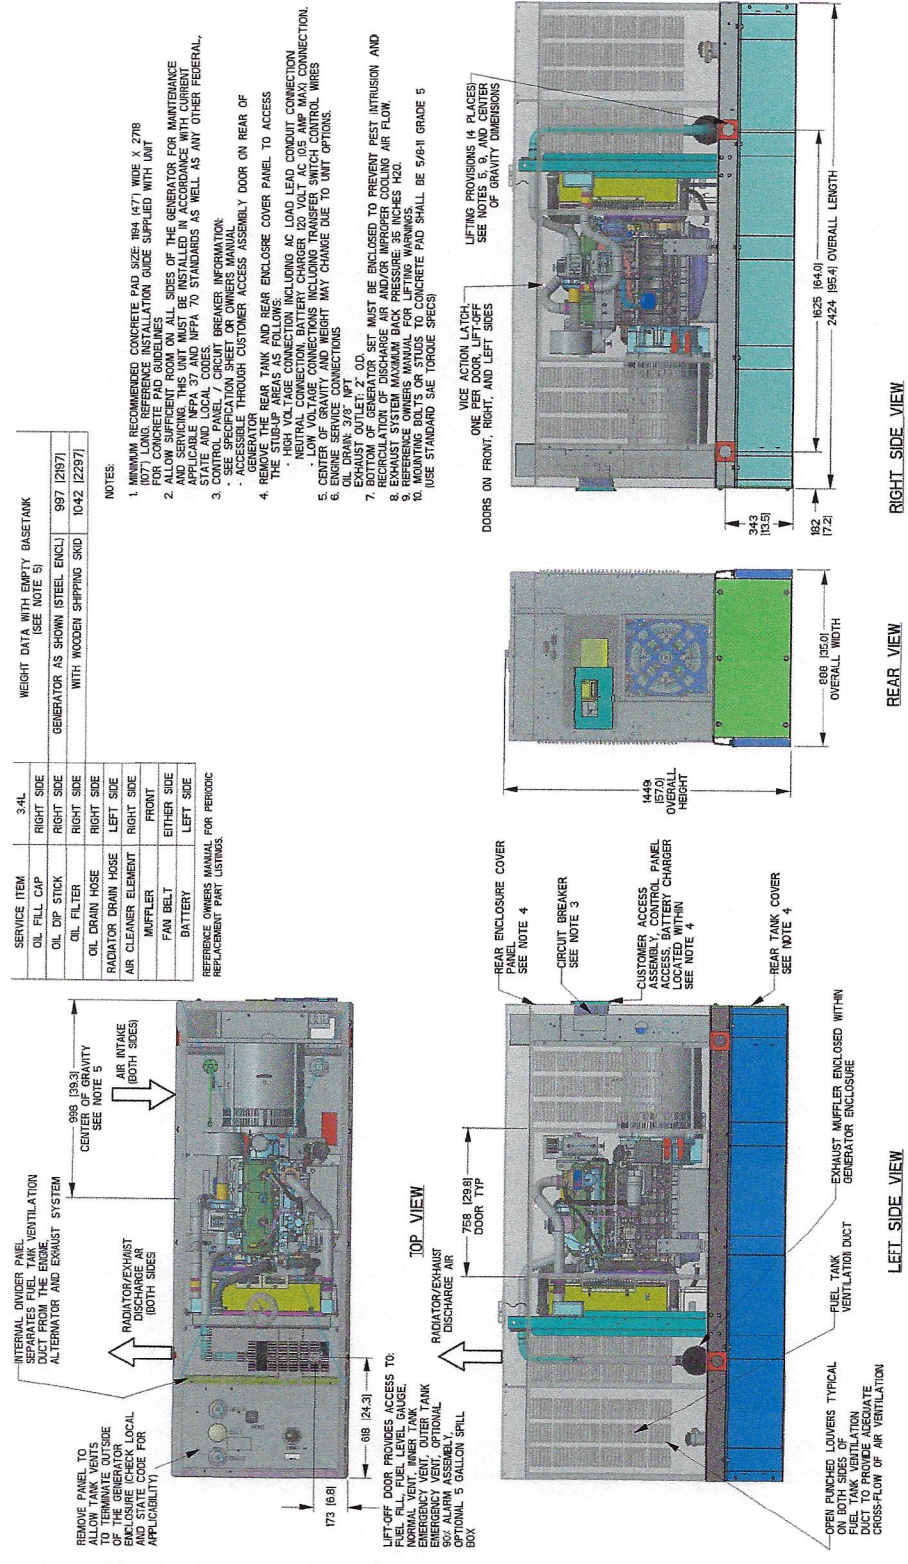 SERVICE ITEM 3.4L
OIL FILL CAP RIGHT SIDE
OIL DIP STICK RIGHT SIDE
OIL FILTER RIGHT SIDE
OIL DRAIN HOSE RIGHT SIDE
RADIATOR DRAIN HOSE LEFT SIDE
AIR CLEANER ELEMENT RIGHT SIDE
MUFFLER FRONT
FAN BELT EITHER SIDE
BATTERY LEFT SIDE
REFERENCE OWNERS MANUAL FOR PERIODIC
REPLACEMENT PART LISTINGS.
WEIGHT DATA WITH EMPTY BASETANK
(SEE NOTE 5)
GENERATOR AS SHOWN (STEEL ENCL) 997 [2197]
WITH WOODEN SHIPPING SKID 1042 [2297]
NOTES:
1. MINIMUM RECOMMENDED CONCRETE PAD SIZE: 1194 (47") WIDE X 2718
(107") LONG. REFERENCE INSTALLATION GUIDE SUPPLIED WITH UNIT
FOR CONCRETE PAD GUIDELINES
2. ALLOW SUFFICIENT ROOM ON ALL SIDES OF THE GENERATOR FOR MAINTENANCE
AND SERVICING. THIS UNIT MUST BE INSTALLED IN ACCORDANCE WITH CURRENT
APPLICABLE NFPA 37 AND NFPA 70 STANDARDS AS WELL AS ANY OTHER FEDERAL,
STATE AND LOCAL CODES.
3. CONTROL PANEL / CIRCUIT BREAKER INFORMATION:
- SEE SPECIFICATION SHEET OR OWNERS MANUAL
- ACCESSIBLE THROUGH CUSTOMER ACCESS ASSEMBLY DOOR ON REAR OF
GENERATOR
4. REMOVE THE REAR TANK AND REAR ENCLOSURE COVER PANEL TO ACCESS
THE STUB-UP AREAS AS FOLLOWS:
- HIGH VOLTAGE CONNECTION INCLUDING AC LOAD LEAD CONDUIT CONNECTION
NEUTRAL CONNECTION, BATTERY CHARGER 120 VOLT AC (0.5 AMP MAX) CONNECTION.
- LOW VOLTAGE CONNECTIONS INCLUDING TRANSFER SWITCH CONTROL WIRES
5. CENTER OF GRAVITY AND WEIGHT MAY CHANGE DUE TO UNIT OPTIONS.
6. ENGINE SERVICE CONNECTIONS
OIL DRAIN: 3/8" NPT
EXHAUST OUTLET: 2" O.D.
7. BOTTOM OF GENERATOR SET MUST BE ENCLOSED TO PREVENT PEST INTRUSION AND
RECIRCULATION OF DISCHARGE AIR AND/OR IMPROPER COOLING AIR FLOW.
8. EXHAUST SYSTEM MAXIMUM BACK PRESSURE: 35 INCHES H2O.
9. REFERENCE OWNERS MANUAL FOR LIFTING WARNINGS.
10. MOUNTING BOLTS OR STUDS TO CONCRETE PAD SHALL BE 5/8-11 GRADE 5
(USE STANDARD SAE TORQUE SPECS)
INTERNAL DIVIDER PANEL
SEPARATES FUEL TANK VENTILATION
DUCT FROM THE ENGINE,
ALTERNATOR AND EXHAUST SYSTEM
REMOVE PANEL TO
ALLOW TANK VENTS
TO TERMINATE OUTSIDE
OF THE GENERATOR
ENCLOSURE (CHECK LOCAL
AND STATE CODE FOR
APPLICABILITY)
RADIATOR/EXHAUST
DISCHARGE AIR
(BOTH SIDES)
998 [39.3]
CENTER OF GRAVITY
SEE NOTE 5
AIR INTAKE
(BOTH SIDES)
173 [6.8]
618 [24.3]
TOP VIEW
LIFT-OFF DOOR PROVIDES ACCESS TO:
FUEL FILL, FUEL LEVEL GAUGE,
NORMAL VENT, INNER TANK
EMERGENCY VENT, OUTER TANK
EMERGENCY VENT, OPTIONAL
90% ALARM ASSEMBLY,
OPTIONAL 5 GALLON SPILL
BOX
RADIATOR/EXHAUST
DISCHARGE AIR
758 [29.8]
DOOR TYP
REAR ENCLOSURE COVER
PANEL
SEE NOTE 4
CIRCUIT BREAKER
SEE NOTE 3
CUSTOMER ACCESS
ASSEMBLY, CONTROL PANEL
ACCESS, BATTERY CHARGER
LOCATED WITHIN
SEE NOTE 4
REAR TANK COVER
SEE NOTE 4
OPEN PUNCHED LOUVERS TYPICAL
ON BOTH SIDES OF
FUEL TANK VENTILATION
DUCT TO PROVIDE ADEQUATE
CROSS-FLOW OF AIR VENTILATION
FUEL TANK
VENTILATION DUCT
EXHAUST MUFFLER ENCLOSED WITHIN
GENERATOR ENCLOSURE
LEFT SIDE VIEW
1449
[57.0]
OVERALL
HEIGHT
888 [35.0]
OVERALL WIDTH
REAR VIEW
VICE ACTION LATCH,
ONE PER DOOR, LIFT-OFF
DOORS ON FRONT, RIGHT, AND LEFT SIDES
LIFTING PROVISIONS (4 PLACES)
SEE NOTES 5, 9, AND CENTER
OF GRAVITY DIMENSIONS
343
[13.5]
182
[7.2]
1625 [64.0]
2424 [95.4] OVERALL LENGTH
RIGHT SIDE VIEW